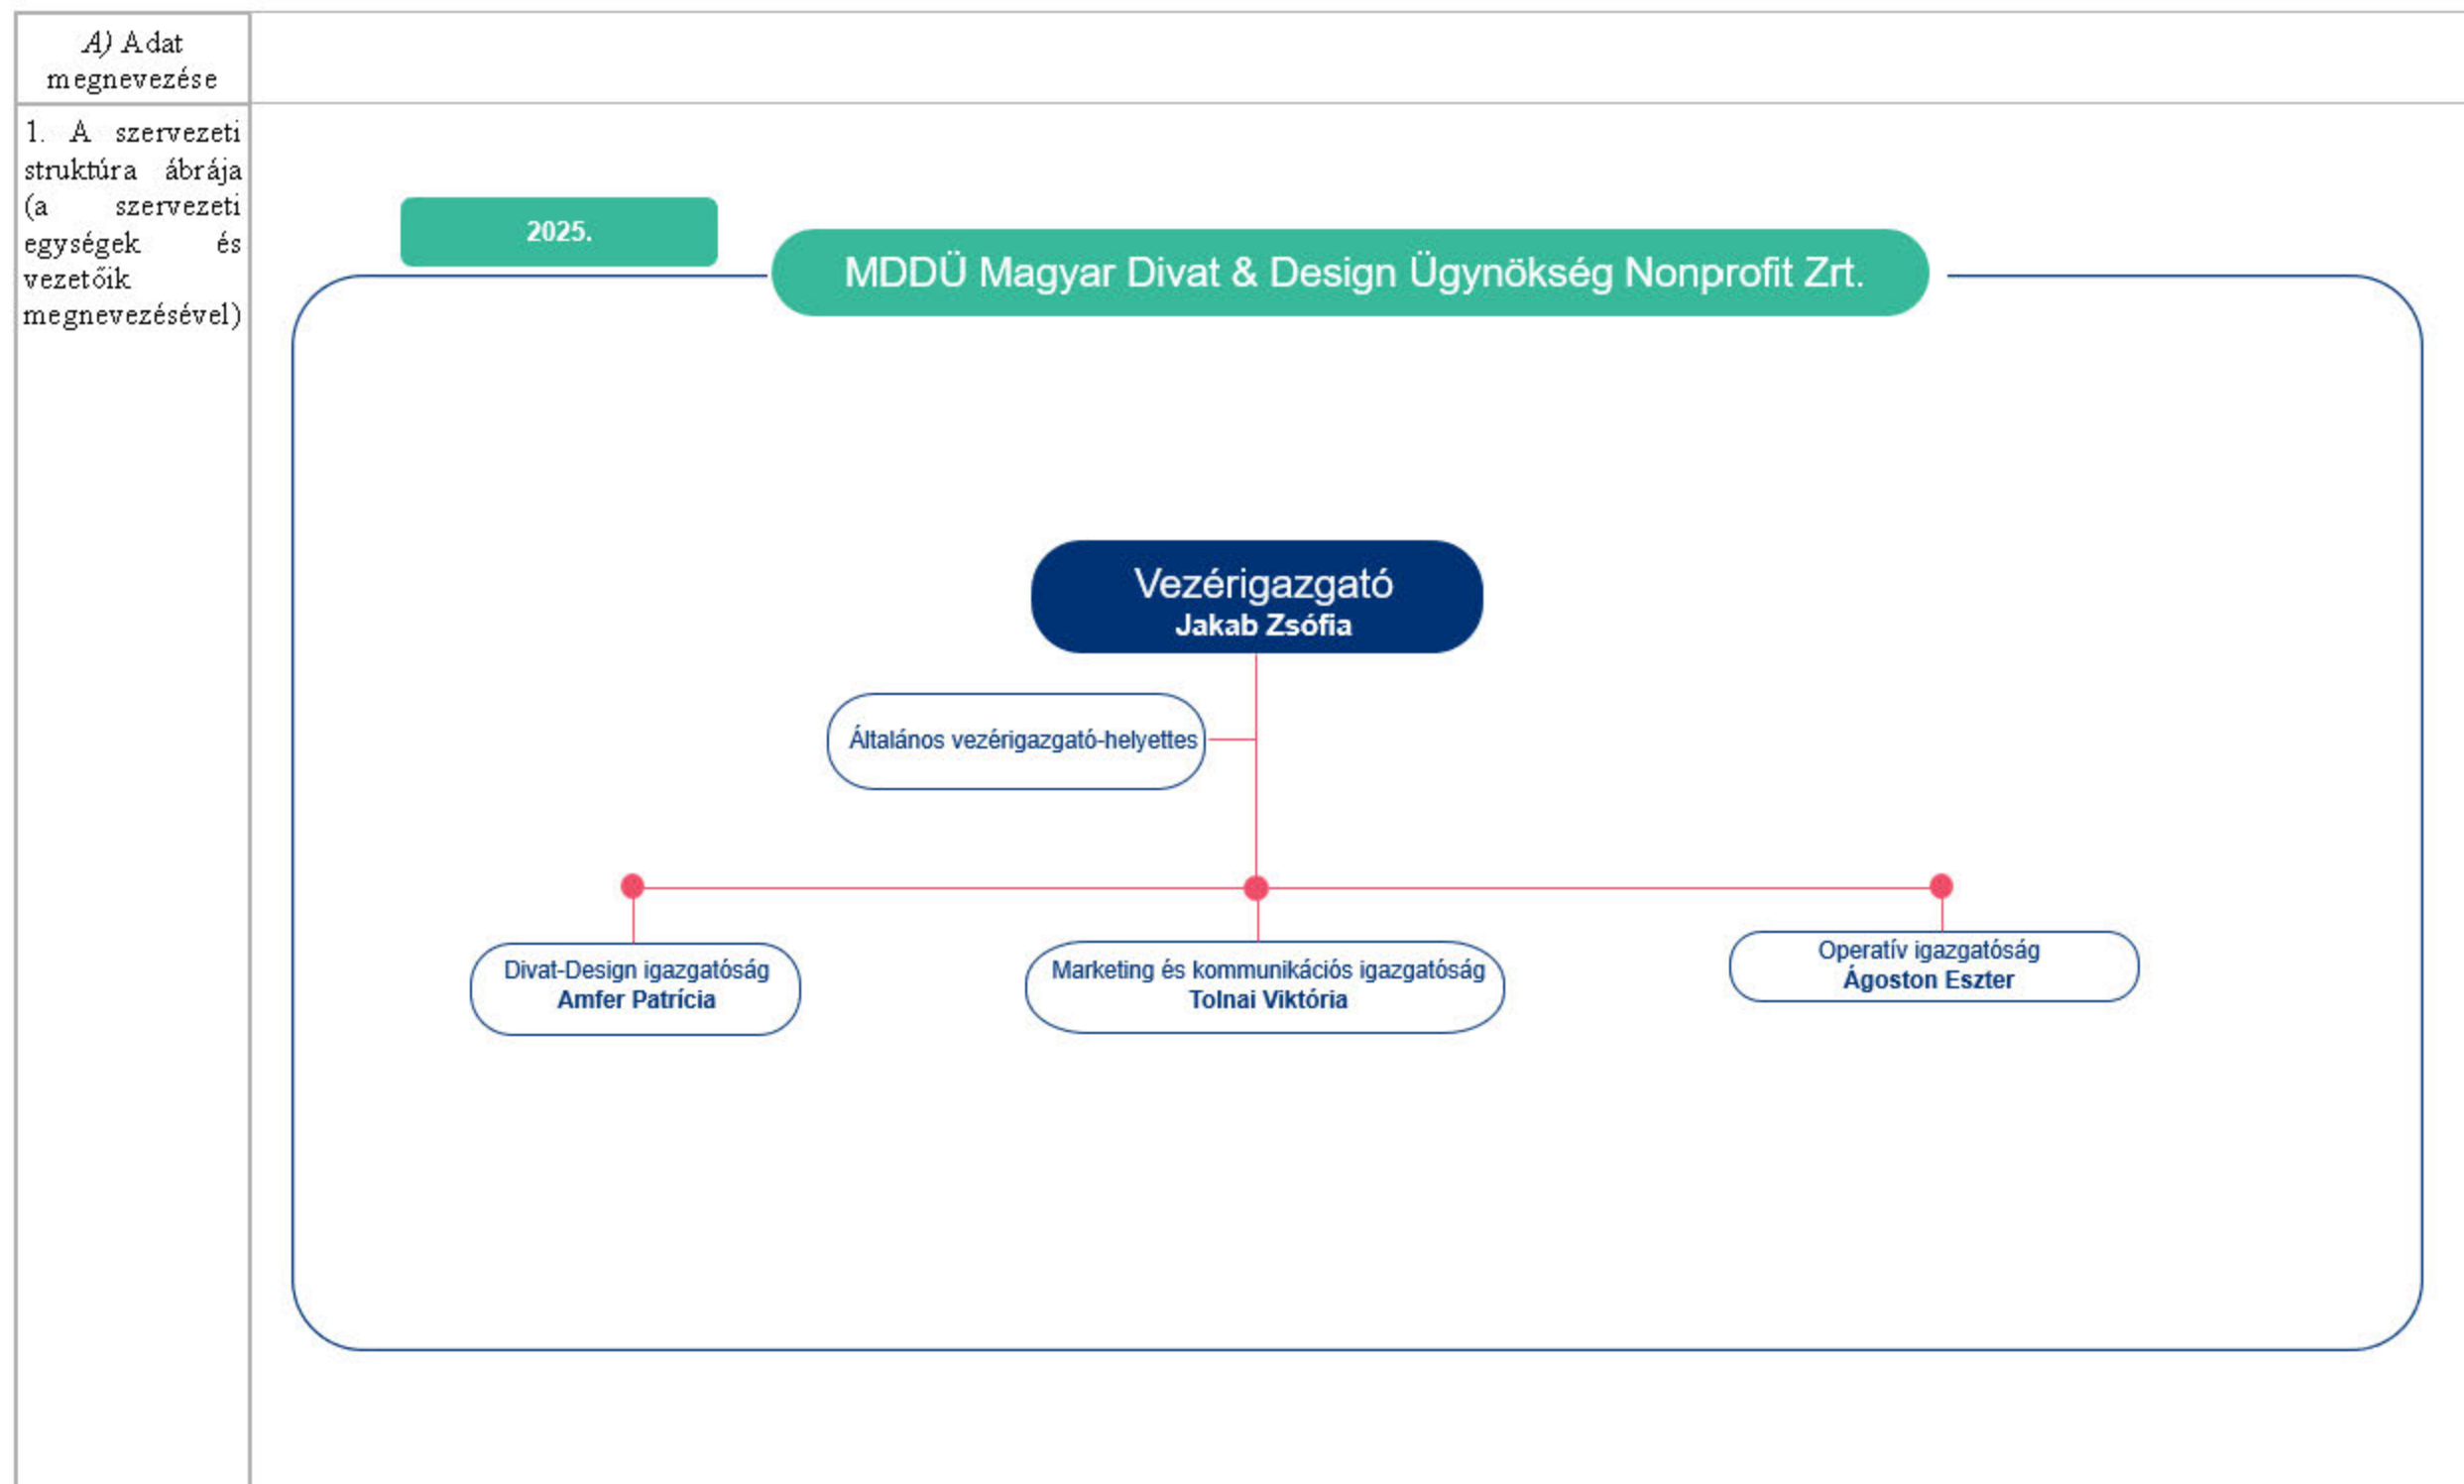 A) Adat
megnevezése
1. A szervezeti
struktúra ábrája
(a szervezeti
egységek és
vezetőik
megnevezésével)
2025.
MDDÜ Magyar Divat & Design Ügynökség Nonprofit Zrt.
Vezérigazgató
Jakab Zsófia
Általános vezérigazgató-helyettes
Divat-Design igazgatóság
Amfer Patrícia
Marketing és kommunikációs igazgatóság
Tolnai Viktória
Operatív igazgatóság
Ágoston Eszter